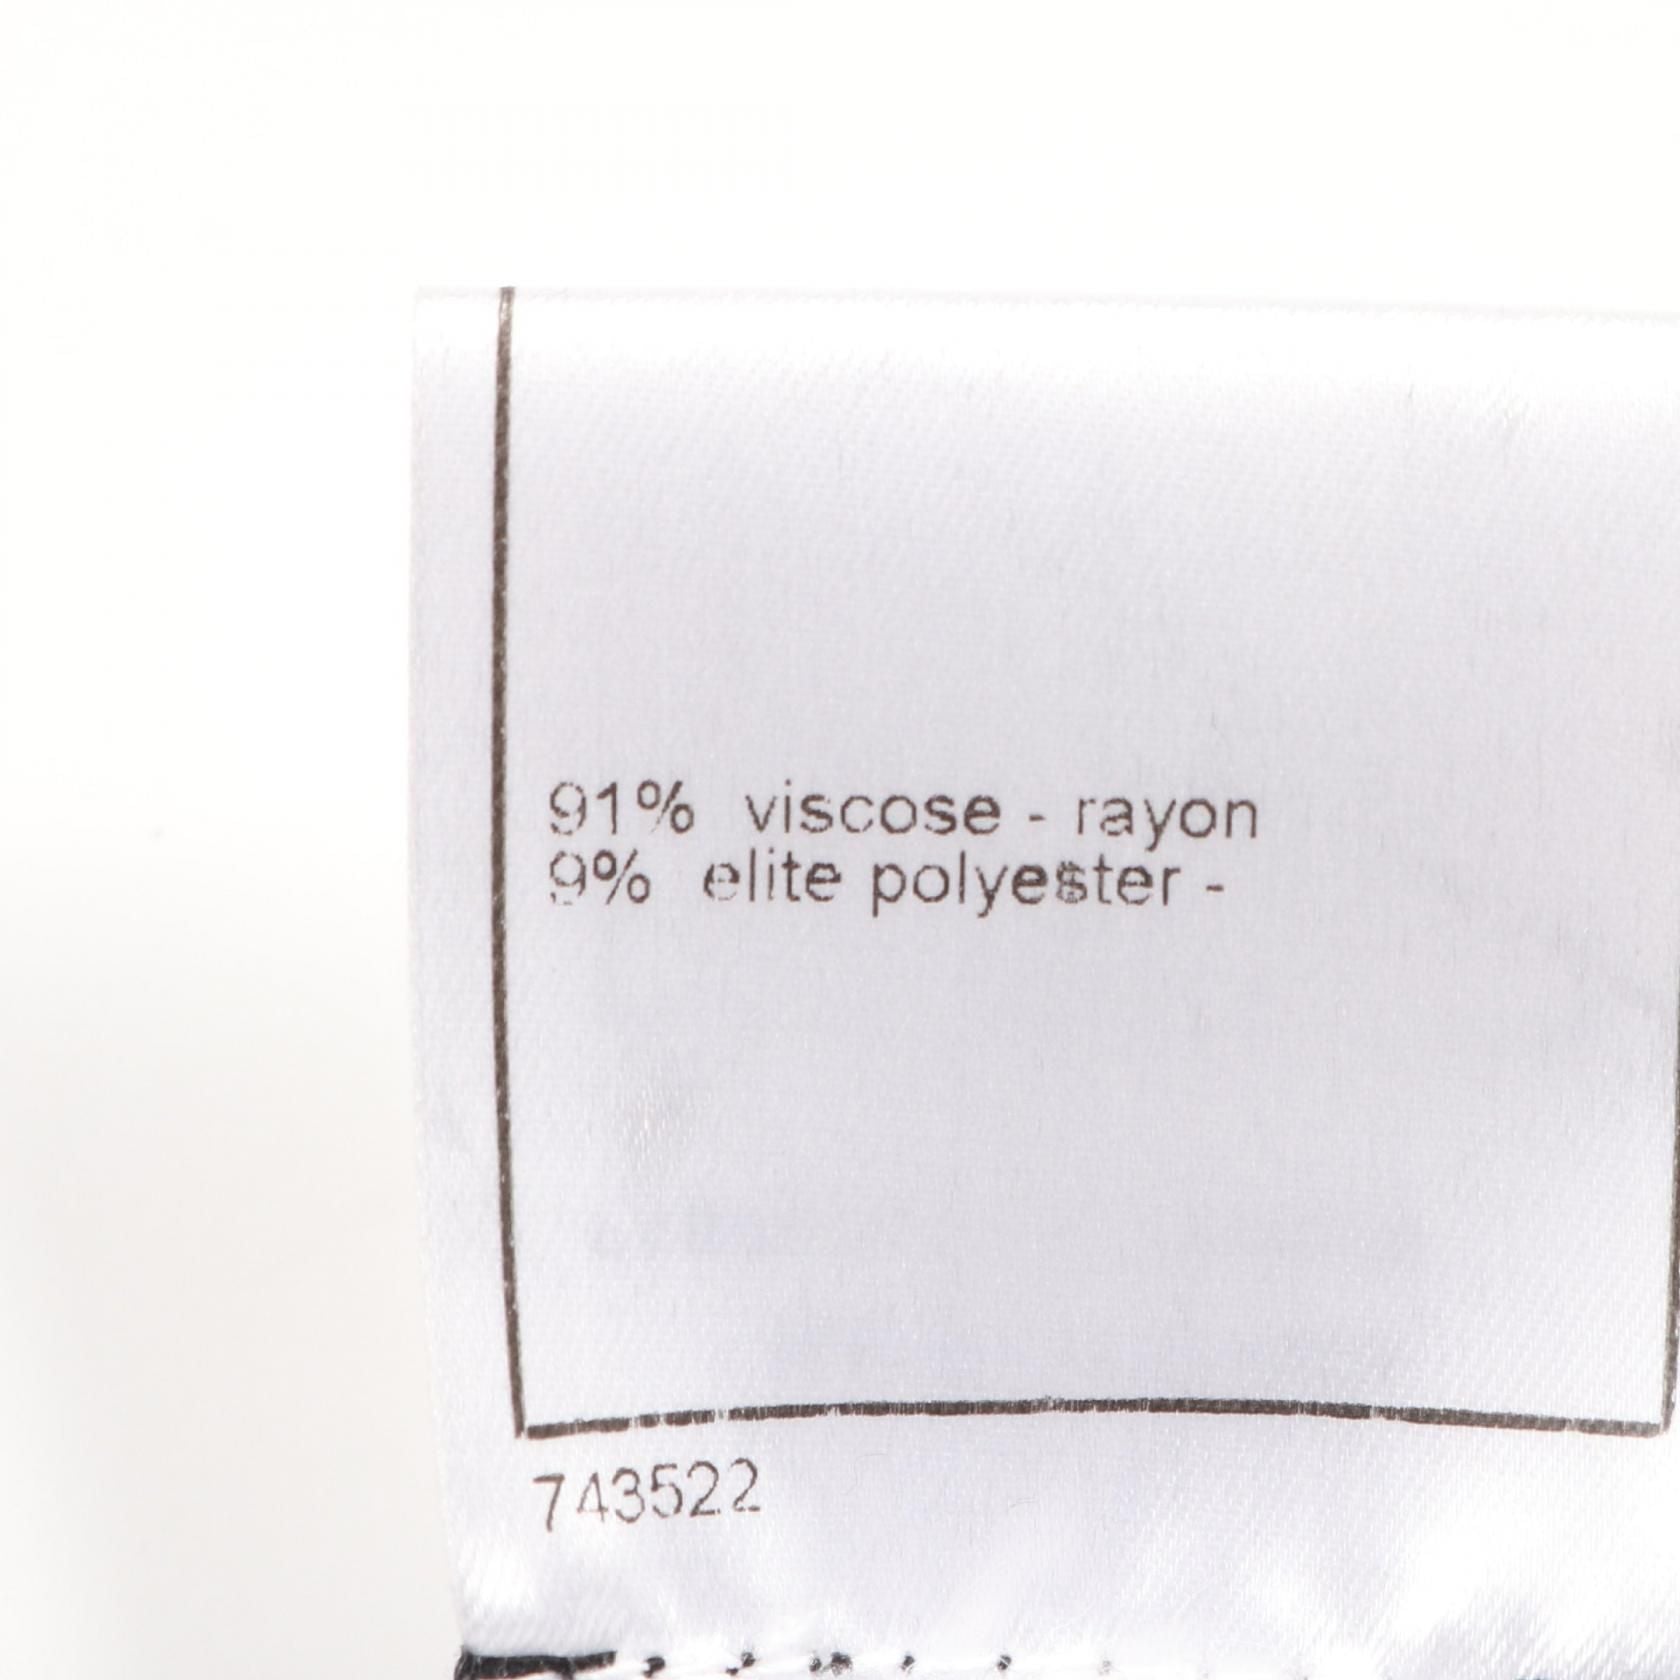 91% viscose - rayon
9% elite polyester -
743522